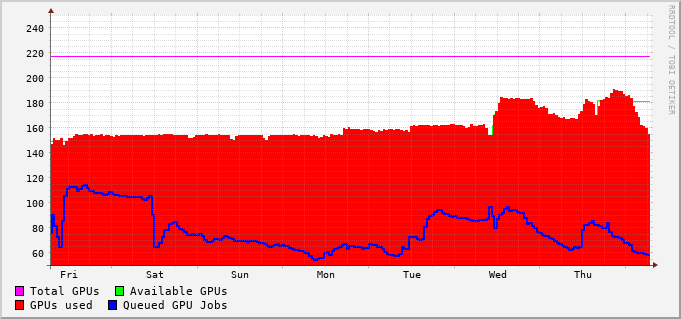 RRDTOOL / TOBI OETIKER
240
220
200
180
160
140
120
100
80
60
Fri Sat Sun Mon Tue Wed Thu
Total GPUs Available GPUs
GPUs used Queued GPU Jobs